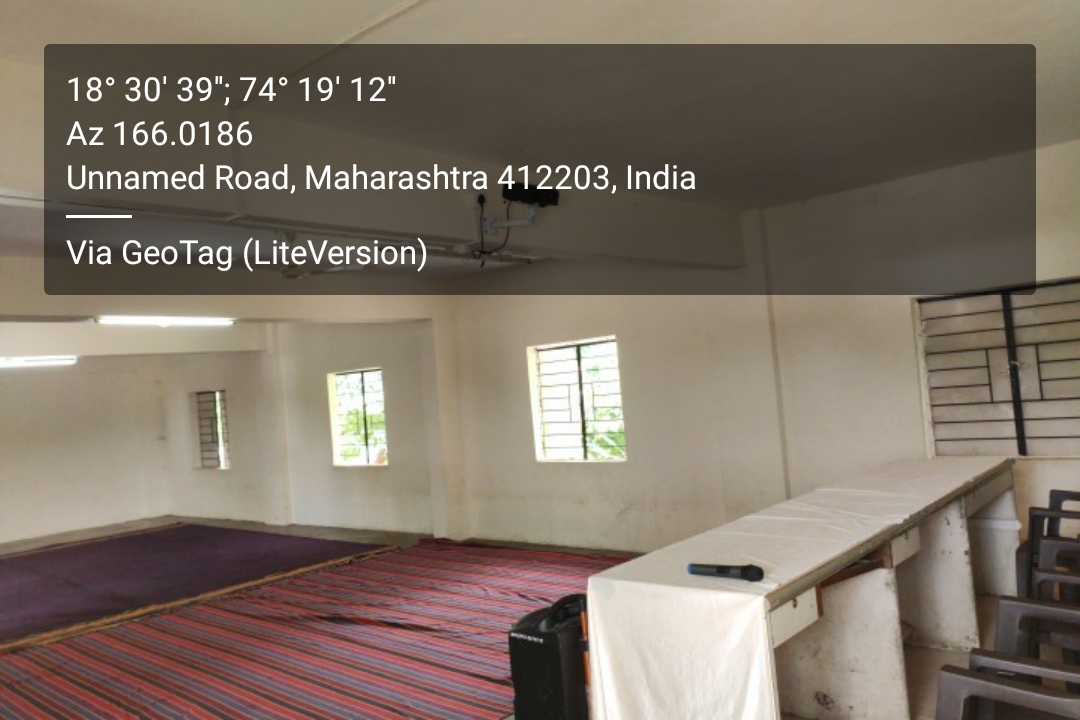 18° 30' 39"; 74° 19' 12"
Az 166.0186
Unnamed Road, Maharashtra 412203, India
Via GeoTag (LiteVersion)